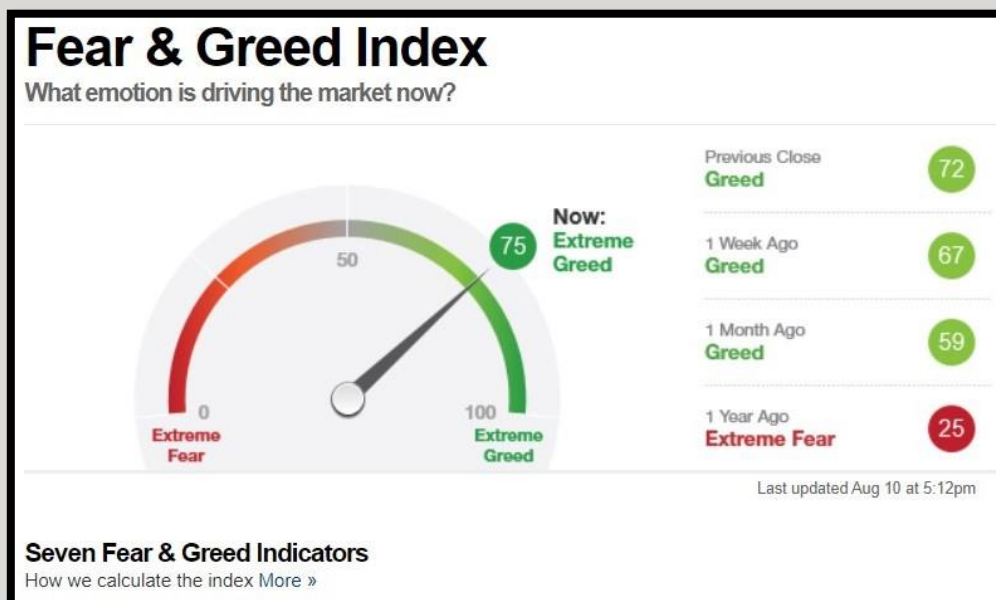 Fear & Greed Index
What emotion is driving the market now?
50
0
Extreme
Fear
100
Extreme
Greed
75
Now:
Extreme
Greed
Previous Close
Greed
72
1 Week Ago
Greed
67
1 Month Ago
Greed
59
1 Year Ago
Extreme Fear
25
Last updated Aug 10 at 5:12pm
Seven Fear & Greed Indicators
How we calculate the index More »